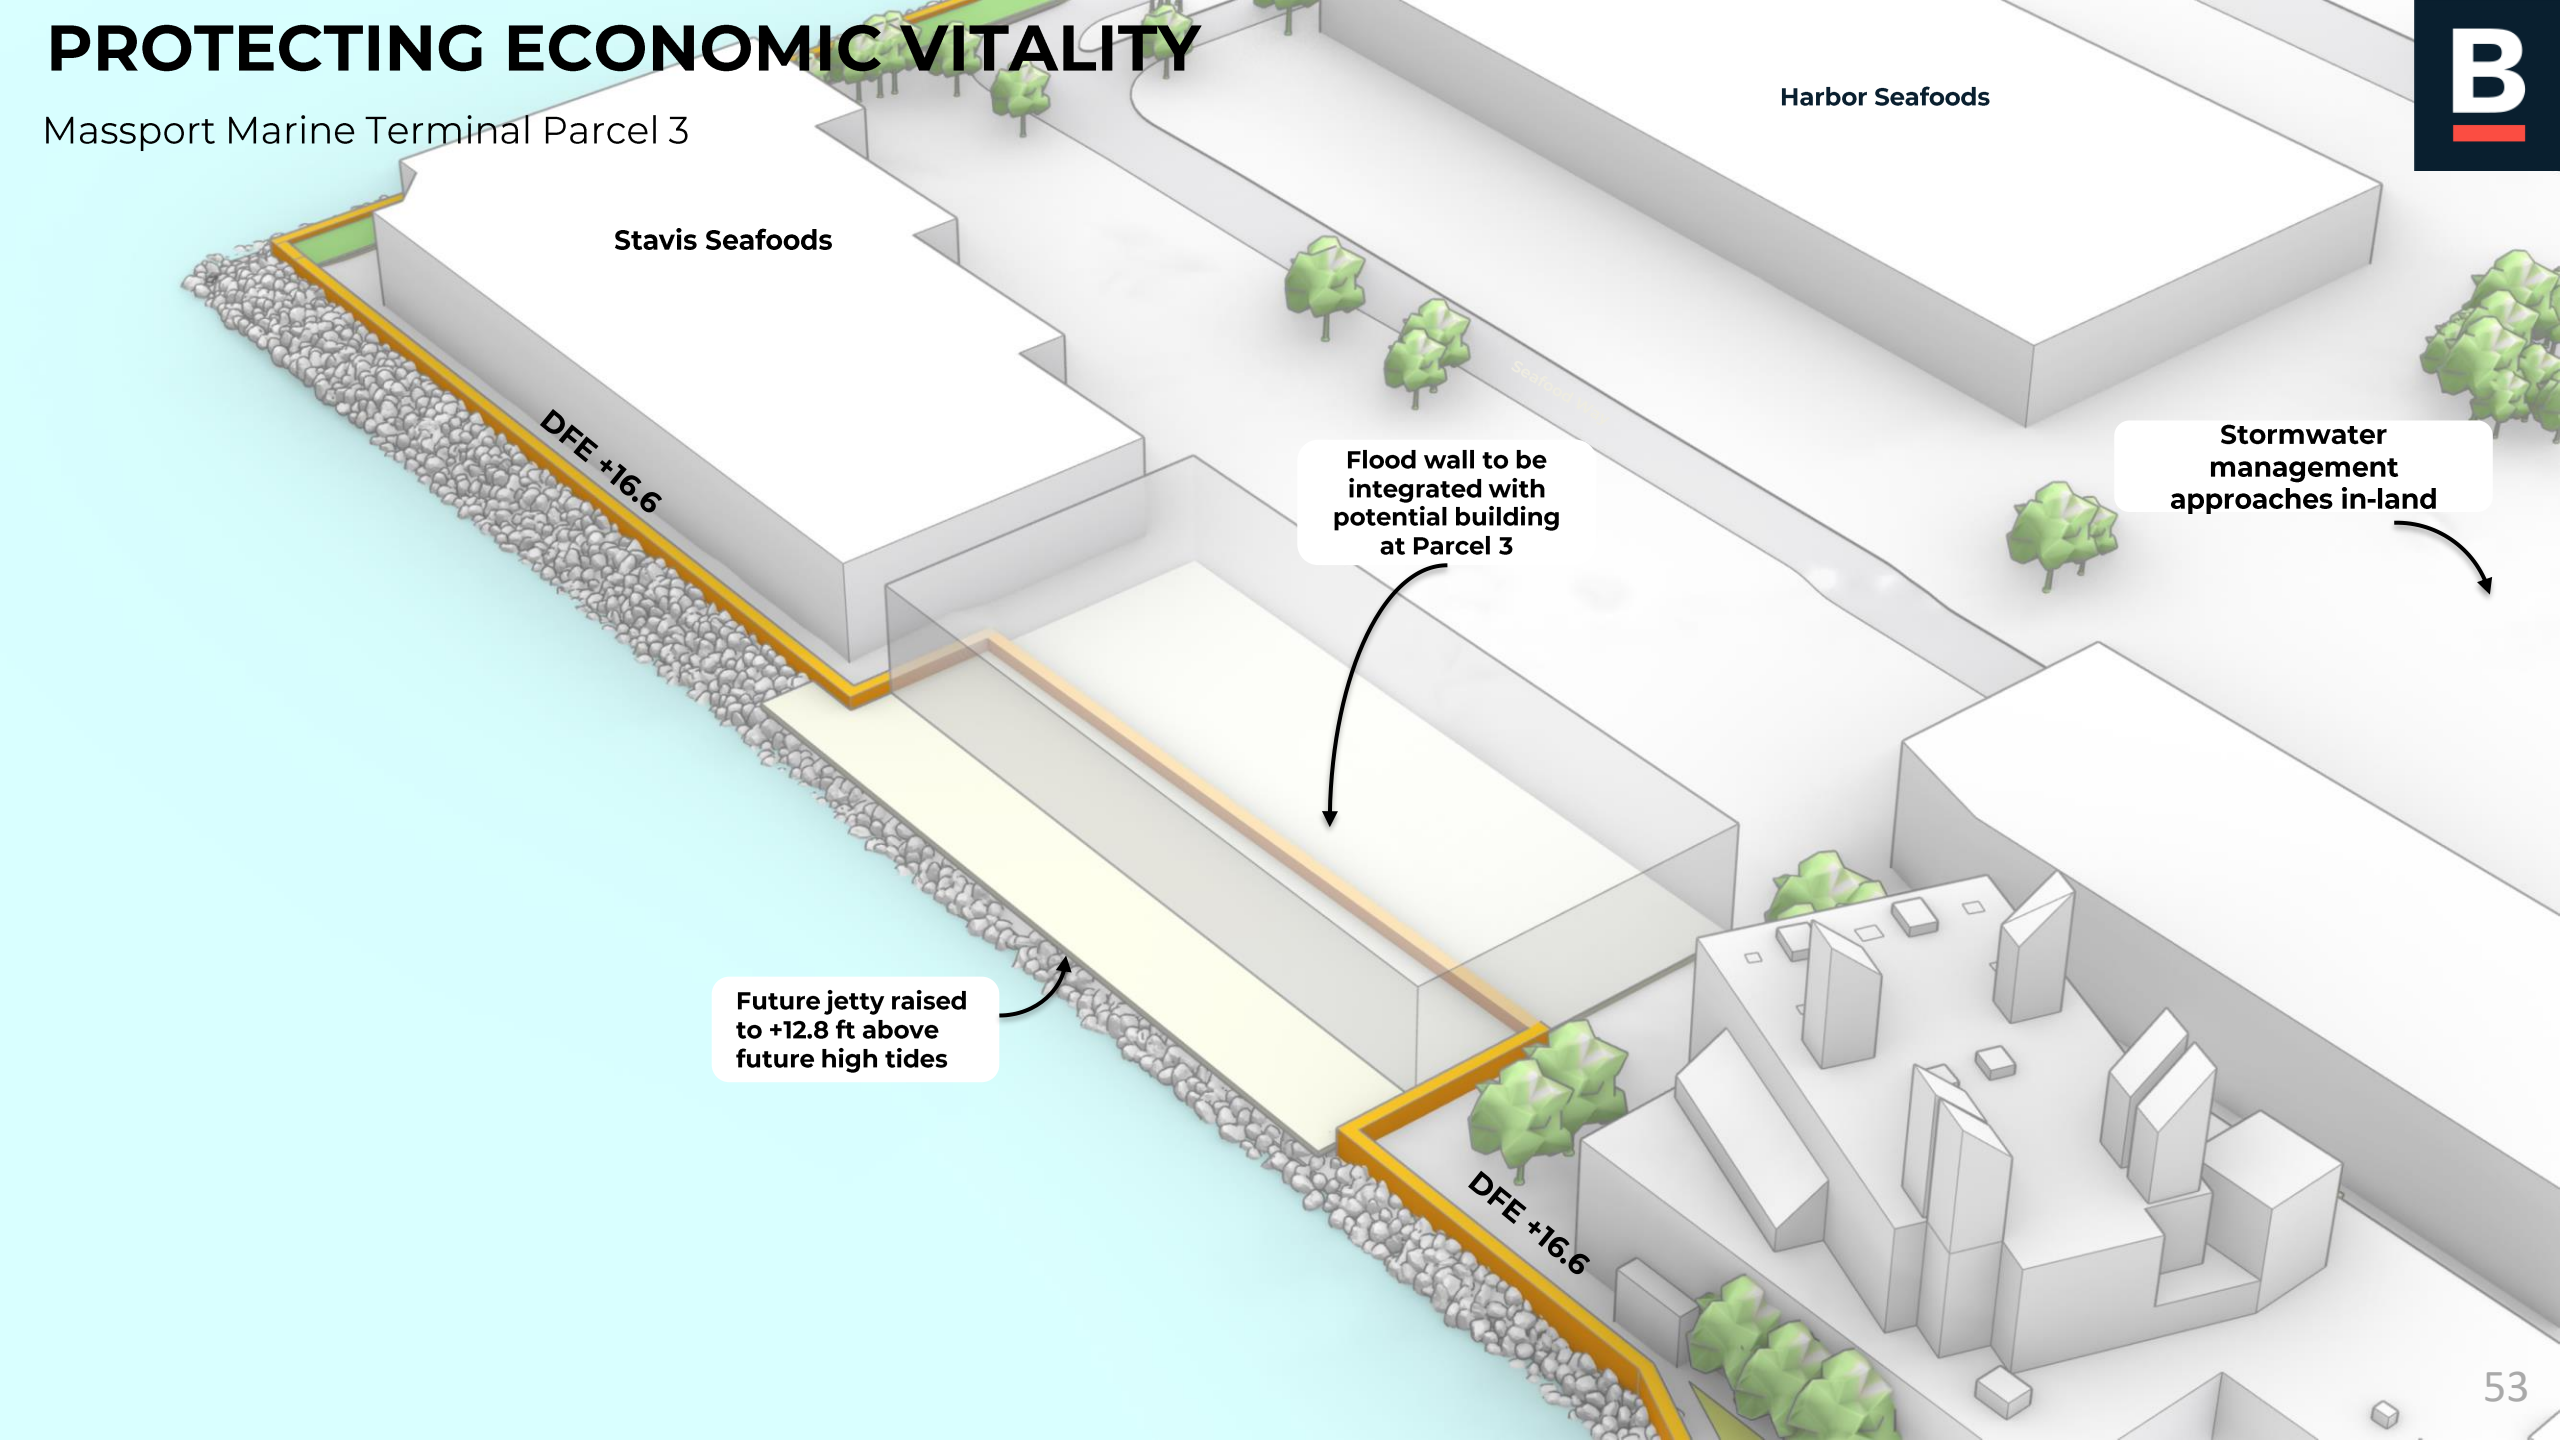 PROTECTING ECONOMIC VITALITY
Massport Marine Terminal Parcel 3
B
Harbor Seafoods
Stavis Seafoods
DFE +16.6
Flood wall to be
integrated with
potential building
at Parcel 3
Stormwater
management
approaches in-land
Future jetty raised
to +12.8 ft above
future high tides
DFE +16.6
53